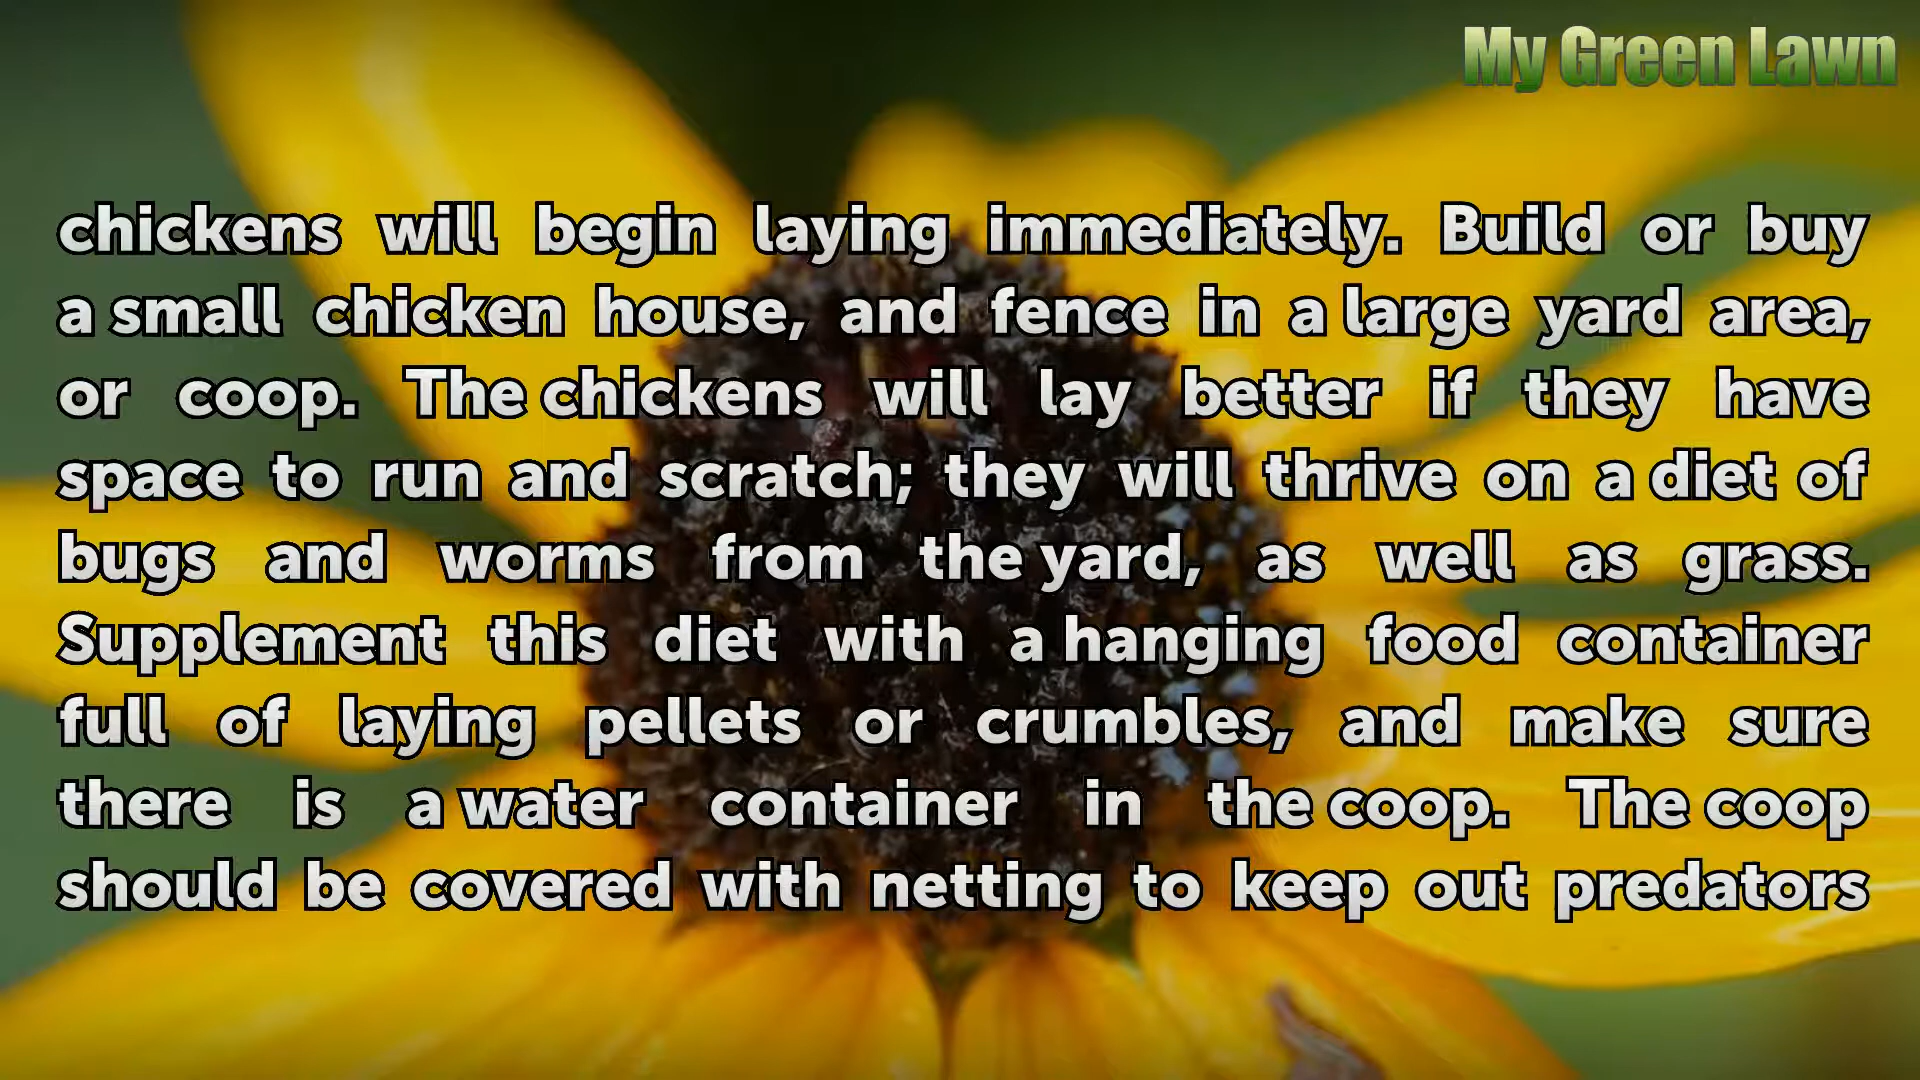 My Green Lawn
chickens will begin laying immediately. Build or buy
a small chicken house, and fence in a large yard area,
or coop. The chickens will lay better if they have
space to run and scratch; they will thrive on a diet of
bugs and worms from the yard, as well as grass.
Supplement this diet with a hanging food container
full of laying pellets or crumbles, and make sure
there is a water container in the coop. The coop
should be covered with netting to keep out predators